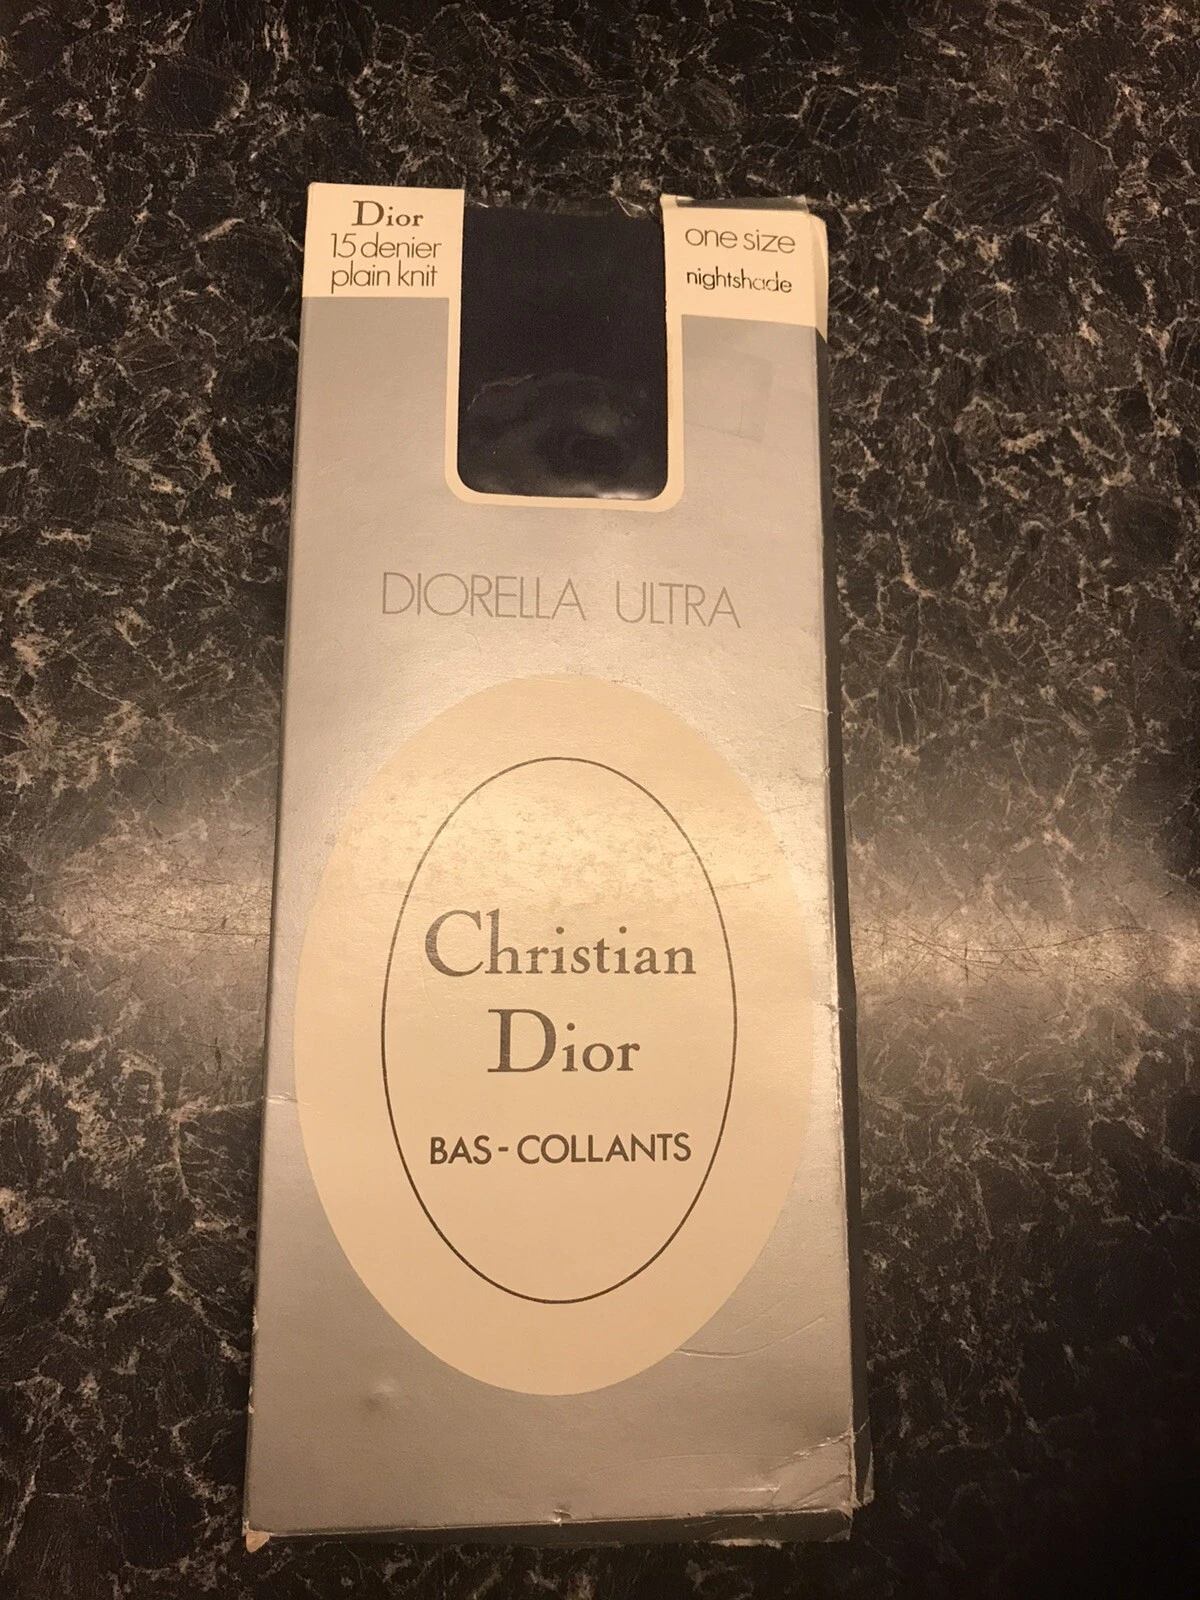 Dior
15 denier
plain knit
one size
nightshade
DIORELLA ULTRA
Christian
Dior
BAS-COLLANTS